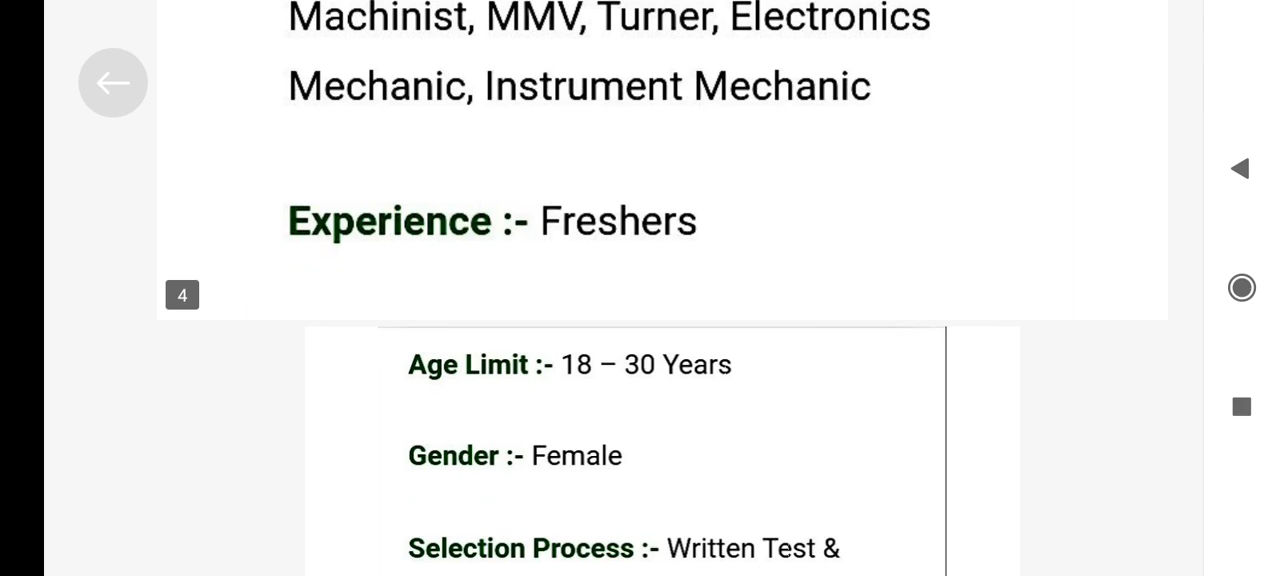 Machinist, MMV, Turner, Electronics
Mechanic, Instrument Mechanic
Experience :- Freshers
4
Age Limit :- 18 – 30 Years
Gender :- Female
Selection Process :- Written Test &